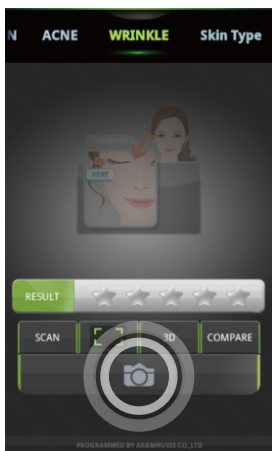 N ACNE WRINKLE Skin Type
HERE
RESULT
SCAN 3D COMPARE
PROGRAMMED BY ARAMHUVIS CO.,LTD